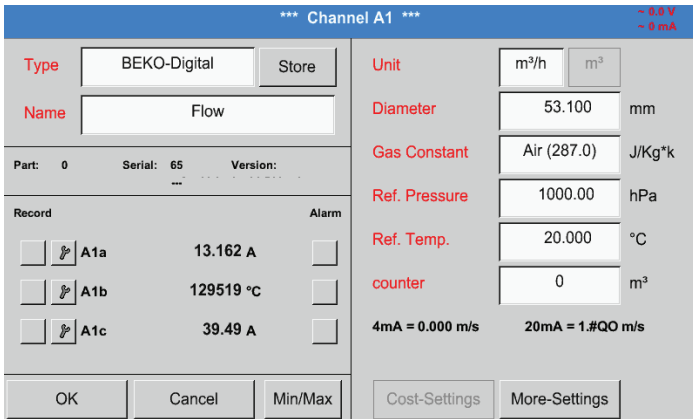 *** Channel A1 ***
~ 0.0 V
~ 0 mA
Type BEKO-Digital Store
Name Flow
Part: 0 Serial: 65 Version:
---
Record Alarm
A1a 13.162 A
A1b 129519 °C
A1c 39.49 A
OK Cancel Min/Max
Unit m³/h m³
Diameter 53.100 mm
Gas Constant Air (287.0) J/Kg*k
Ref. Pressure 1000.00 hPa
Ref. Temp. 20.000 °C
counter 0 m³
4mA = 0.000 m/s 20mA = 1.#QO m/s
Cost-Settings More-Settings